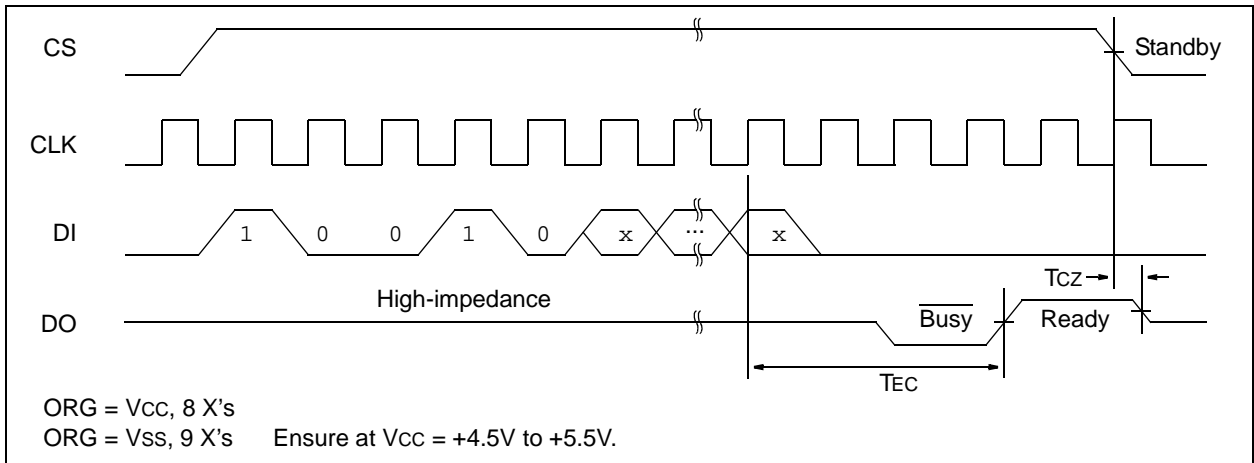 CS
Standby
CLK
DI
1 0 0 1 0 x ... x
TCZ
High-impedance
DO
Busy
Ready
TEC
ORG = VCC, 8 X's
ORG = VSS, 9 X's Ensure at VCC = +4.5V to +5.5V.